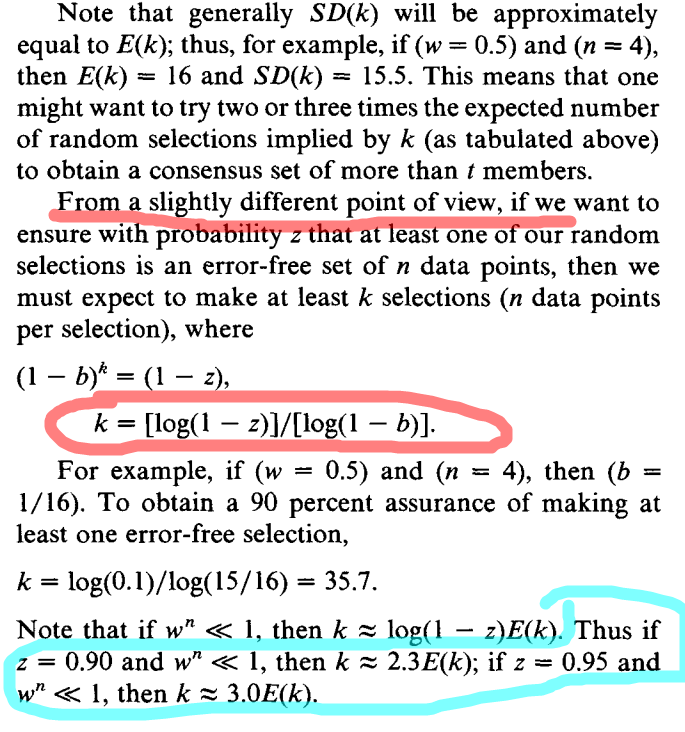 Note that generally SD(k) will be approximately
equal to E(k); thus, for example, if (w = 0.5) and (n = 4),
then E(k) = 16 and SD(k) = 15.5. This means that one
might want to try two or three times the expected number
of random selections implied by k (as tabulated above)
to obtain a consensus set of more than t members.
From a slightly different point of view, if we want to
ensure with probability z that at least one of our random
selections is an error-free set of n data points, then we
must expect to make at least k selections (n data points
per selection), where
(1 − b)ᵏ = (1 − z),
k = [log(1 − z)]/[log(1 − b)].
For example, if (w = 0.5) and (n = 4), then (b =
1/16). To obtain a 90 percent assurance of making at
least one error-free selection,
k = log(0.1)/log(15/16) = 35.7.
Note that if wⁿ ≪ 1, then k ≈ log(1 − z)E(k). Thus if
z = 0.90 and wⁿ ≪ 1, then k ≈ 2.3E(k); if z = 0.95 and
wⁿ ≪ 1, then k ≈ 3.0E(k).